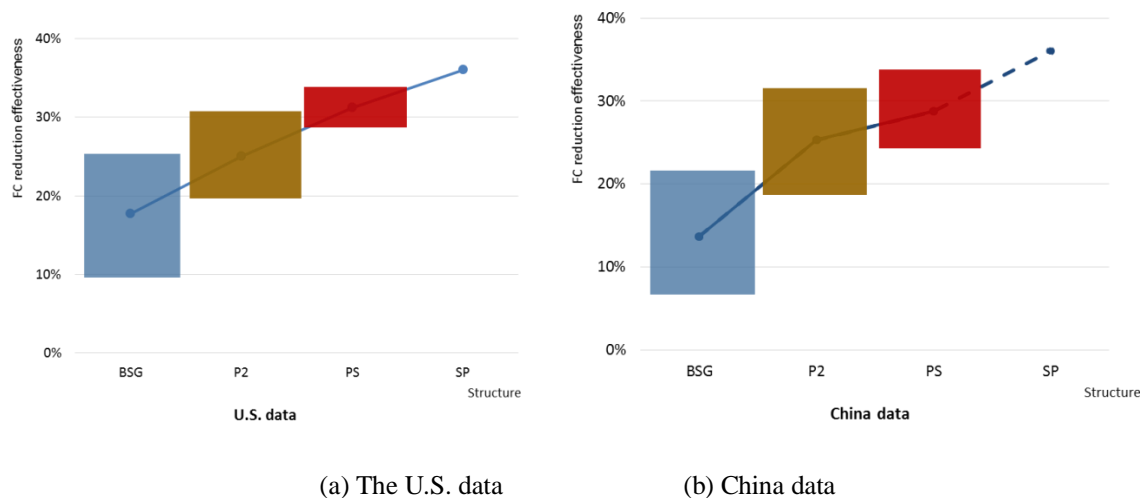 FC reduction effectiveness
40%
30%
20%
10%
0%
BSG P2 PS SP
Structure
U.S. data
FC reduction effectiveness
40%
30%
20%
10%
0%
BSG P2 PS SP
Structure
China data
(a) The U.S. data (b) China data